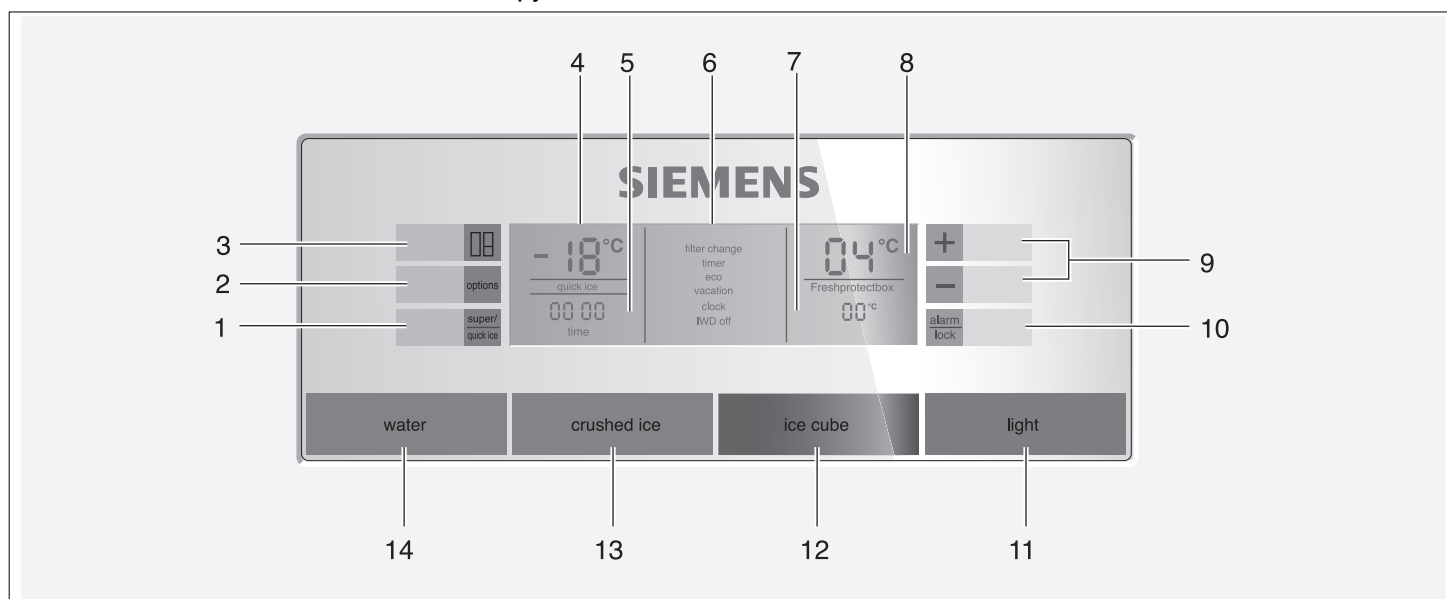 4 5 6 7 8
SIEMENS
3
2 options
1 super/
quick ice
- 18 °C
quick ice
00 00
time
filter change
timer
eco
vacation
clock
IWD off
04 °C
Freshprotectbox
00 °C
+
-
9
alarm
lock
10
water crushed ice ice cube light
14 13 12 11